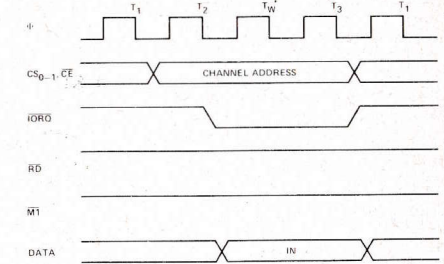 T1 T2 TW* T3 T1
Φ
CS0–1, CE
CHANNEL ADDRESS
IORQ
RD
M1
DATA
IN